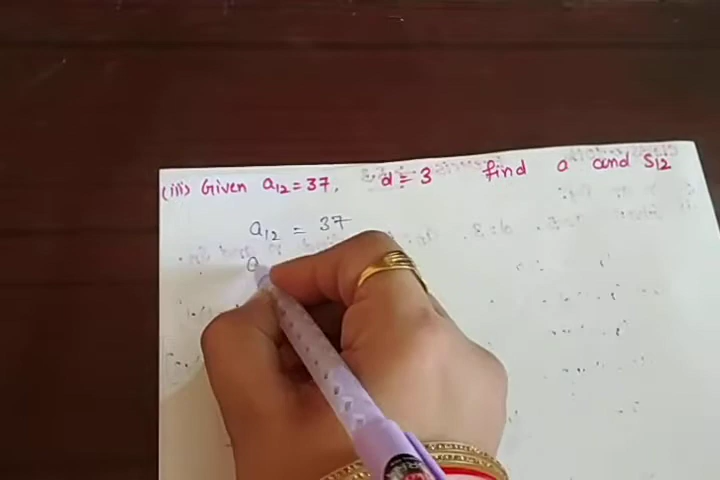 (iii) Given a12 = 37, d = 3 find a and S12
a12 = 37
a